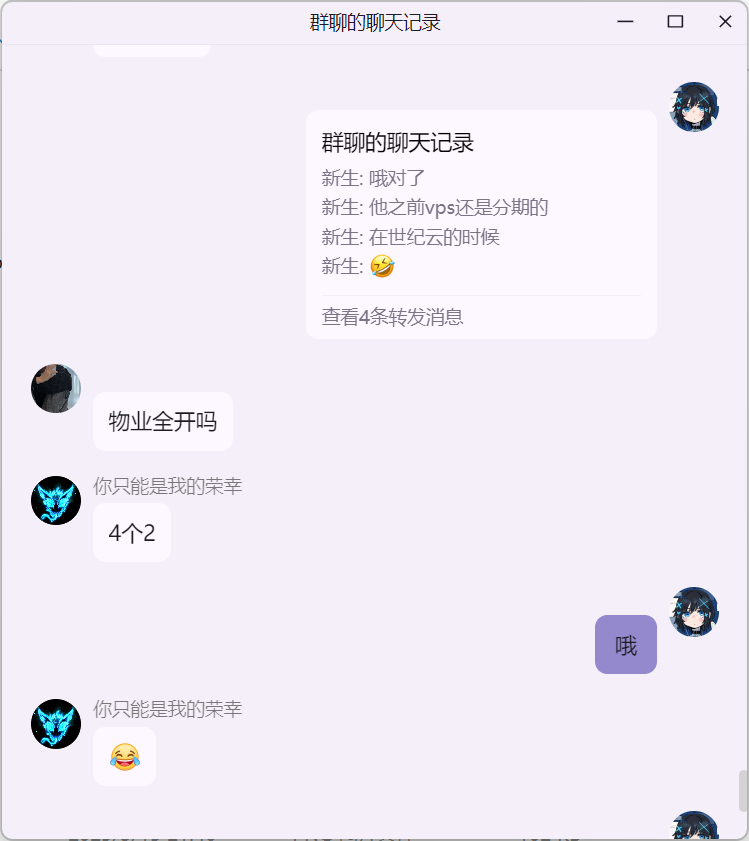 群聊的聊天记录
群聊的聊天记录
新生: 哦对了
新生: 他之前vps还是分期的
新生: 在世纪云的时候
新生: 🤣
查看4条转发消息
物业全开吗
你只能是我的荣幸
4个2
哦
你只能是我的荣幸
😂